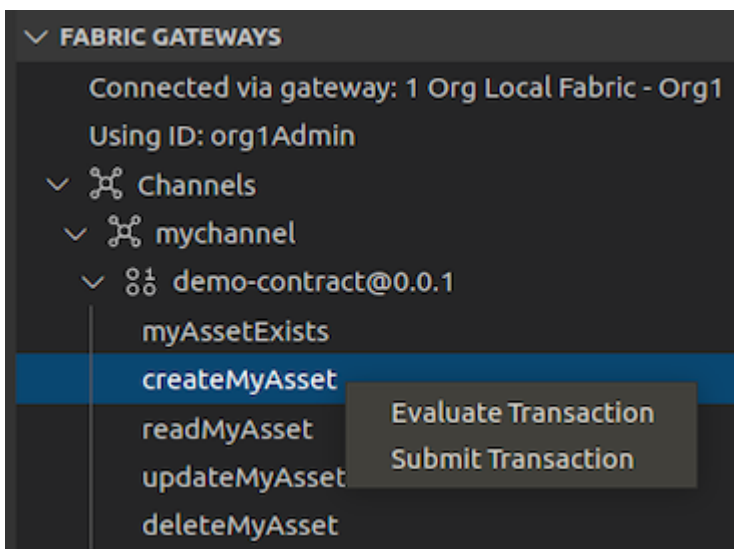 FABRIC GATEWAYS
Connected via gateway: 1 Org Local Fabric - Org1
Using ID: org1Admin
Channels
mychannel
demo-contract@0.0.1
myAssetExists
createMyAsset
Evaluate Transaction
readMyAsset
Submit Transaction
updateMyAsset
deleteMyAsset